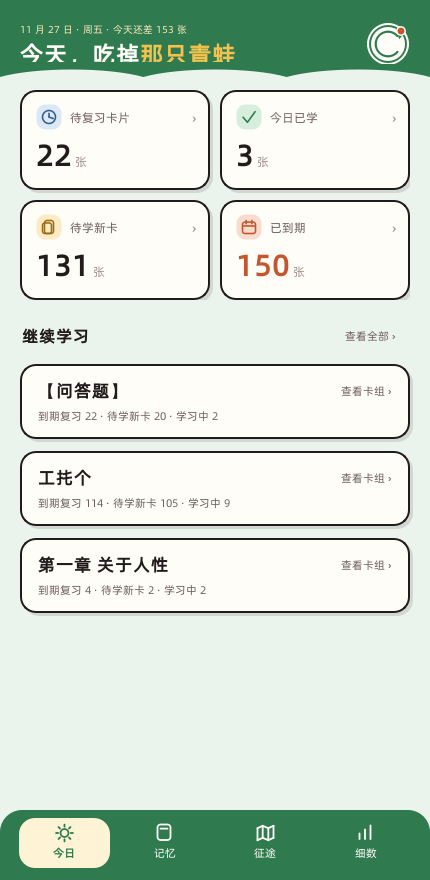 11 月 27 日 · 周五 · 今天还差 153 张
今天，吃掉那只青蛙
待复习卡片 ›
22 张
今日已学 ›
3 张
待学新卡 ›
131 张
已到期 ›
150 张
继续学习
查看全部 ›
【问答题】
查看卡组 ›
到期复习 22 · 待学新卡 20 · 学习中 2
工扥个
查看卡组 ›
到期复习 114 · 待学新卡 105 · 学习中 9
第一章 关于人性
查看卡组 ›
到期复习 4 · 待学新卡 2 · 学习中 2
今日
记忆
征途
细数